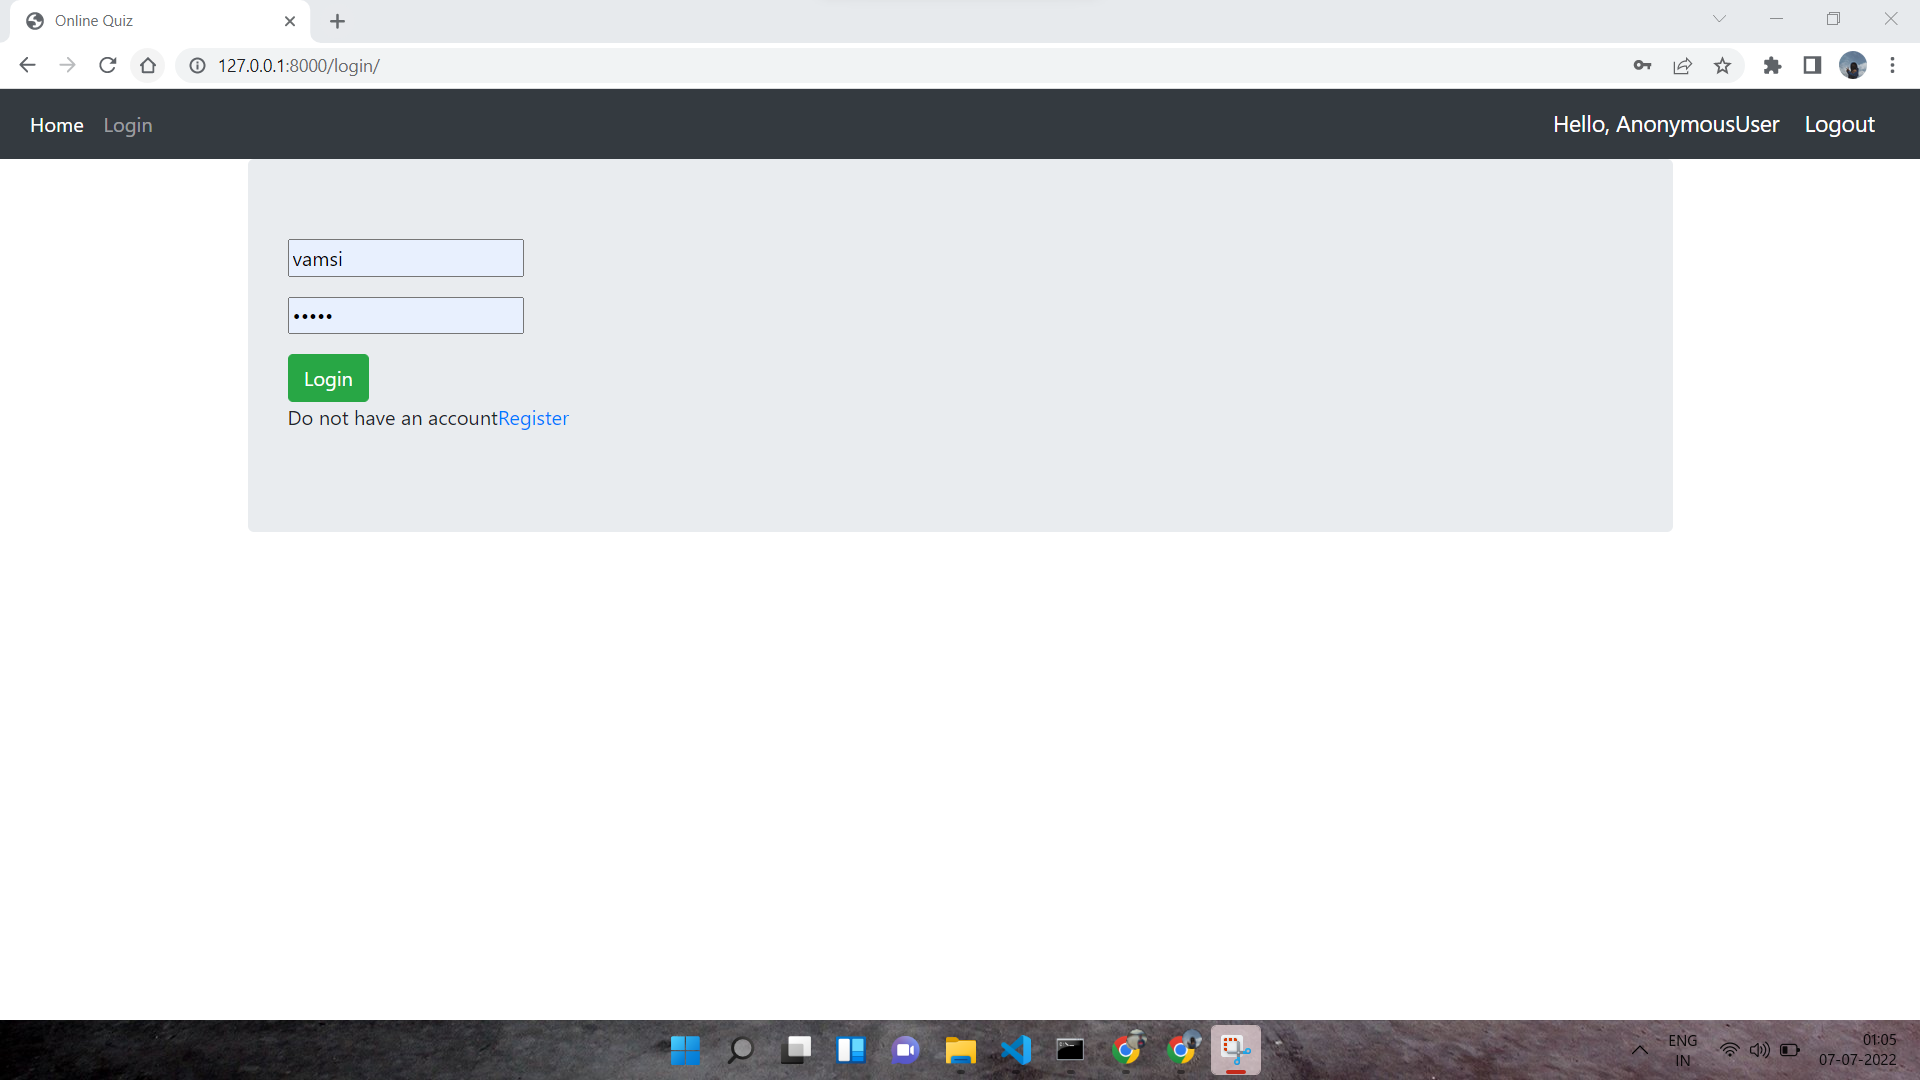 Online Quiz
127.0.0.1:8000/login/
Home Login Hello, AnonymousUser Logout
vamsi
•••••
Login
Do not have an accountRegister
ENG 01:05
IN 07-07-2022